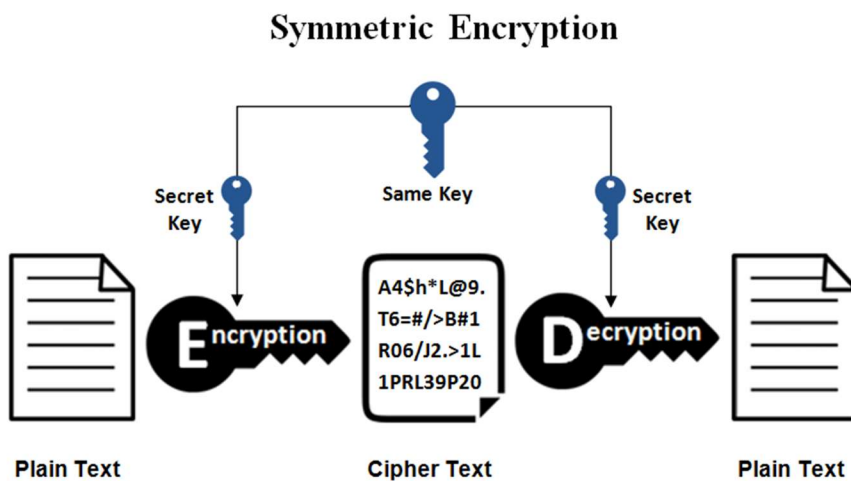 Symmetric Encryption
Same Key
Secret
Key
Secret
Key
Encryption
A4$h*L@9.
T6=#/>B#1
R06/J2.>1L
1PRL39P20
Decryption
Plain Text
Cipher Text
Plain Text